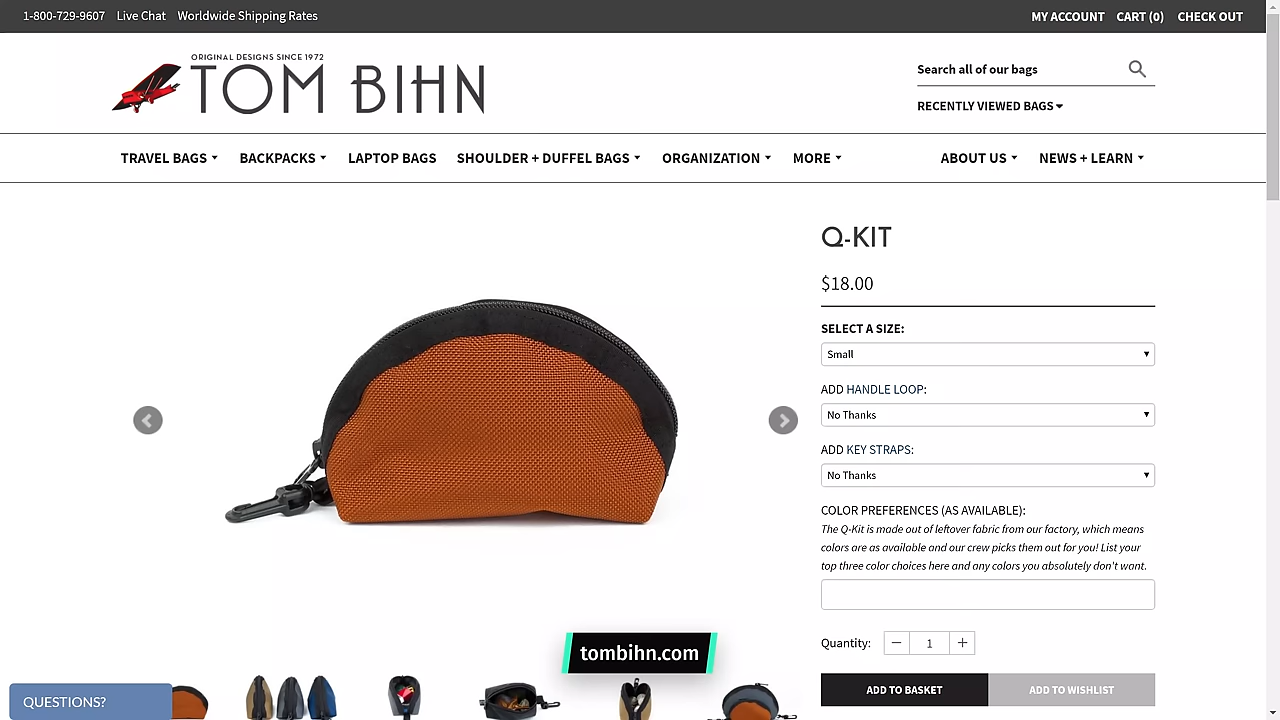 1-800-729-9607 Live Chat Worldwide Shipping Rates
MY ACCOUNT CART (0) CHECK OUT
ORIGINAL DESIGNS SINCE 1972
TOM BIHN
Search all of our bags
RECENTLY VIEWED BAGS
TRAVEL BAGS BACKPACKS LAPTOP BAGS SHOULDER + DUFFEL BAGS ORGANIZATION MORE ABOUT US NEWS + LEARN
Q-KIT
$18.00
SELECT A SIZE:
Small
ADD HANDLE LOOP:
No Thanks
ADD KEY STRAPS:
No Thanks
COLOR PREFERENCES (AS AVAILABLE):
The Q-Kit is made out of leftover fabric from our factory, which means
colors are as available and our crew picks them out for you! List your
top three color choices here and any colors you absolutely don't want.
Quantity: 1
tombihn.com
ADD TO BASKET ADD TO WISHLIST
QUESTIONS?